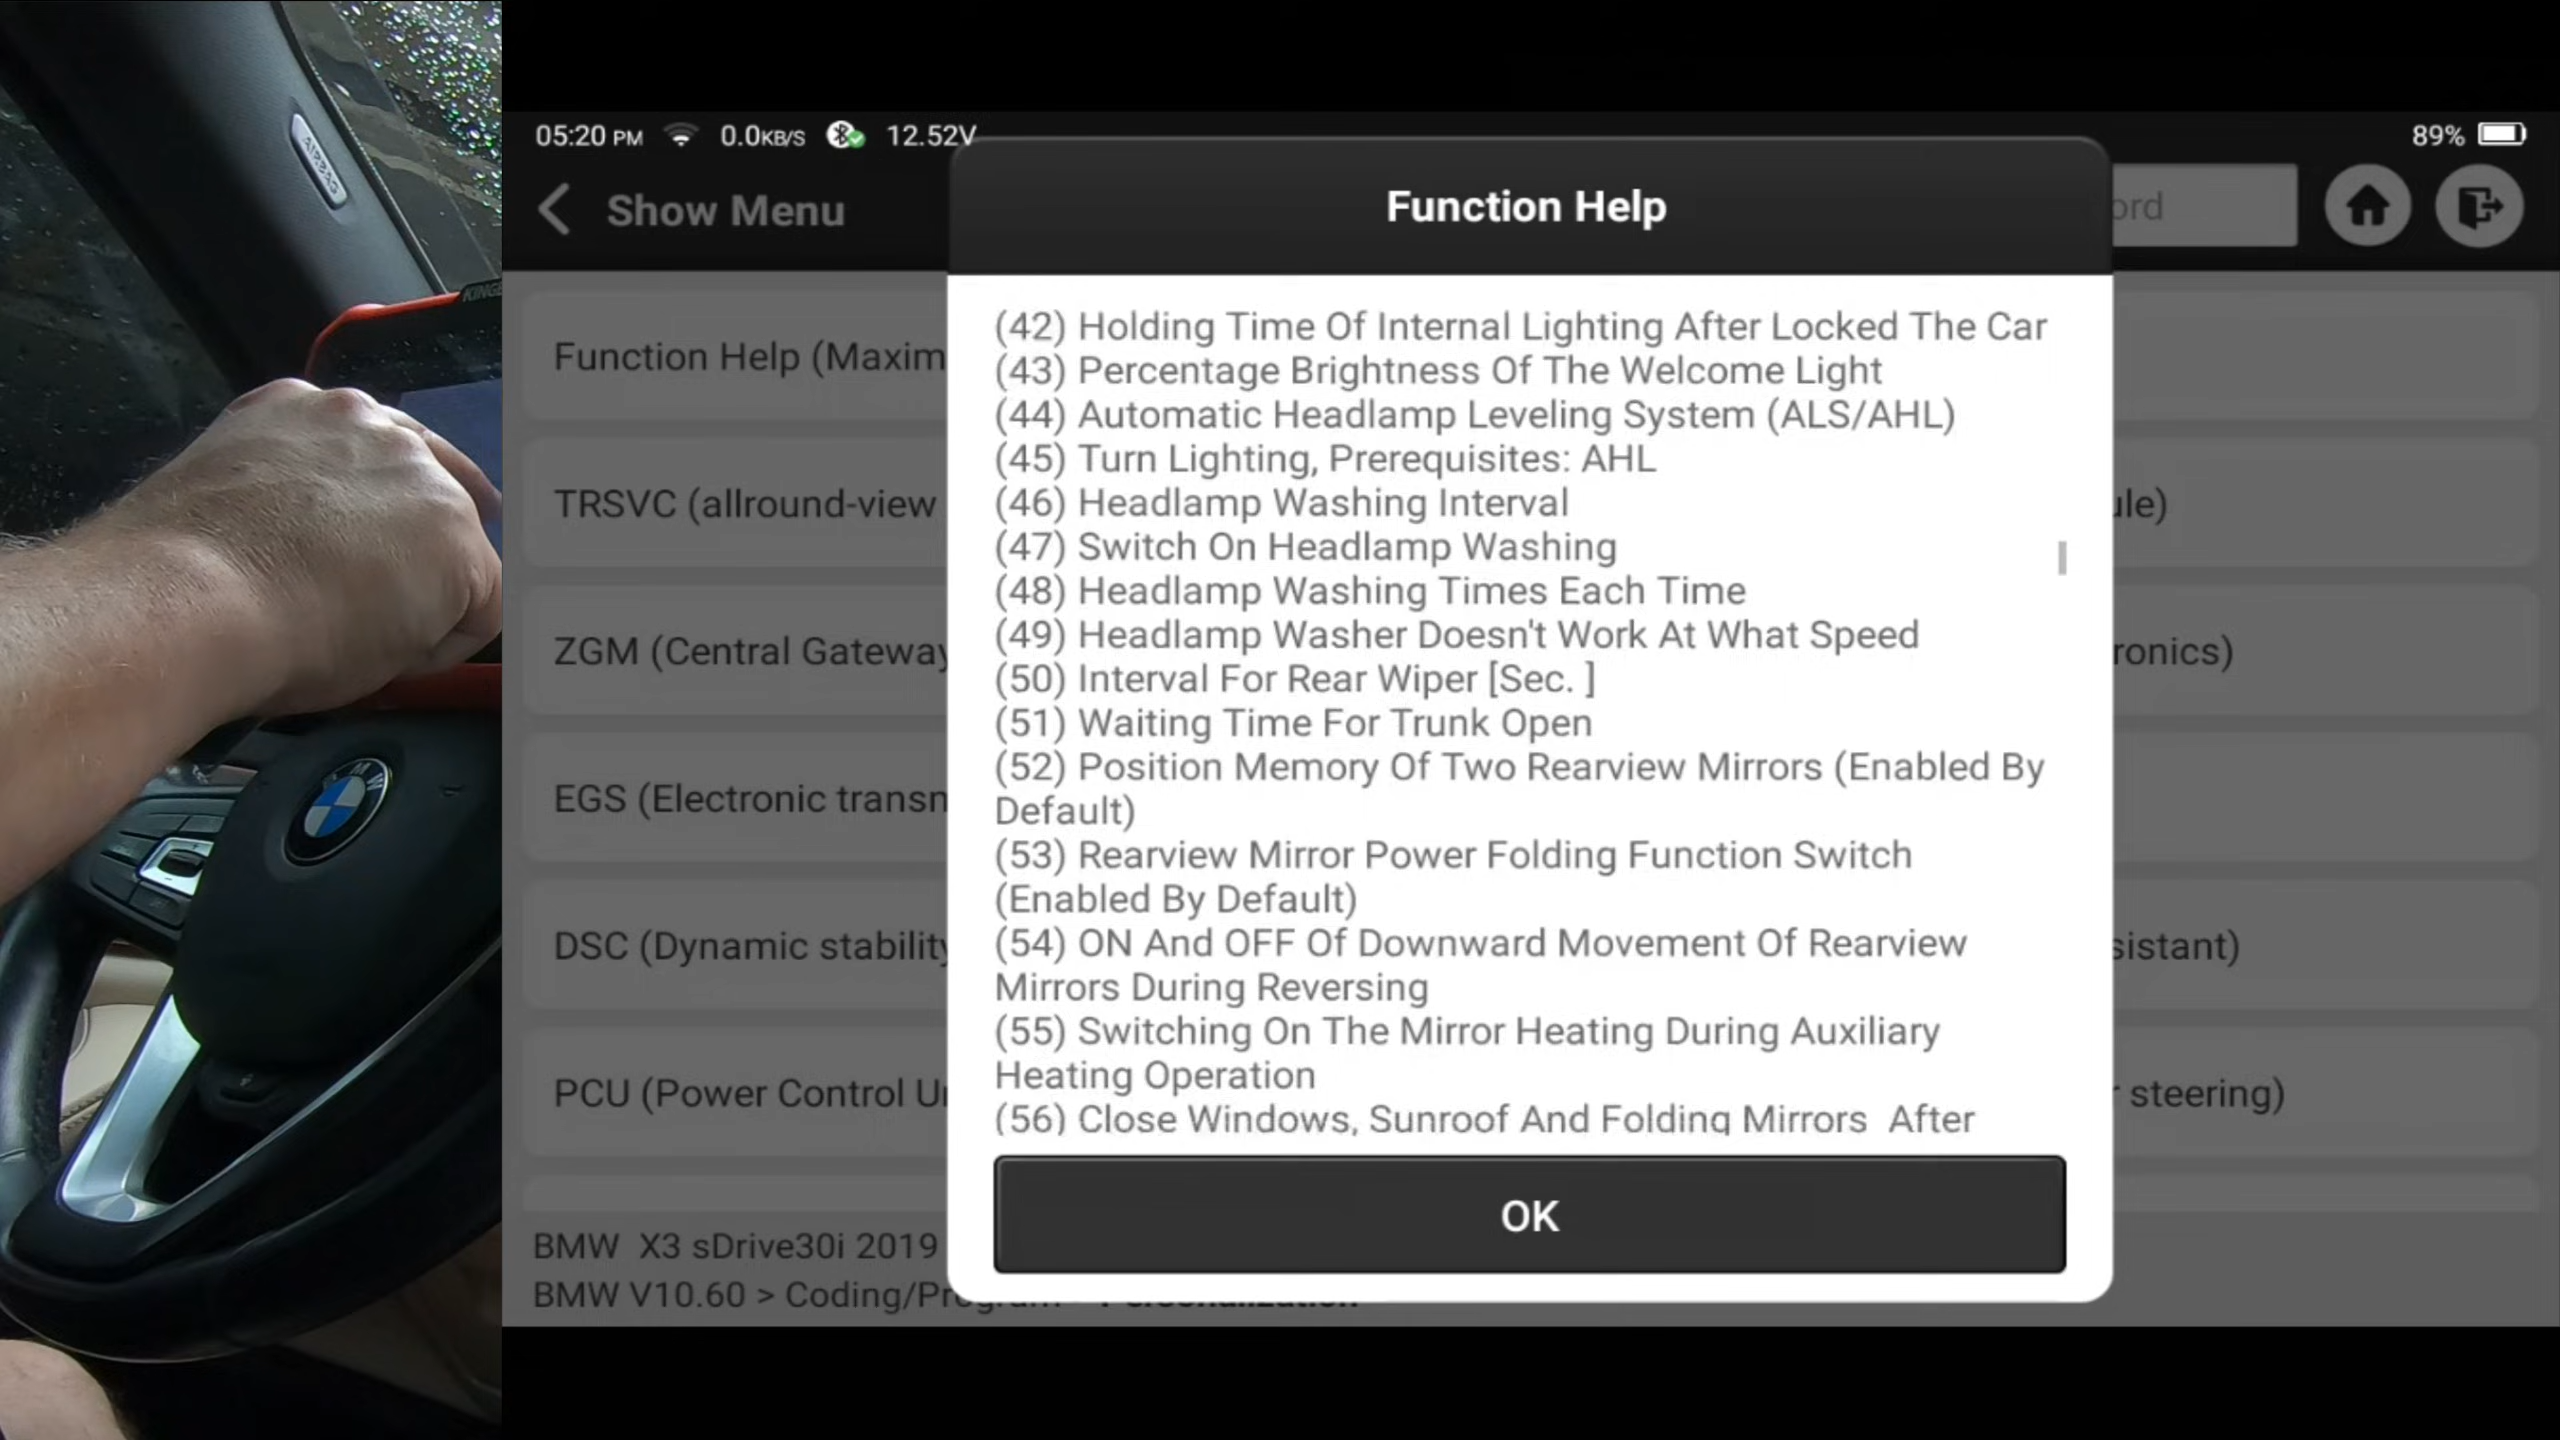 AIRBAG
05:20 PM 0.0KB/S 12.52V
89%
Show Menu
Function Help
ord
(42) Holding Time Of Internal Lighting After Locked The Car
(43) Percentage Brightness Of The Welcome Light
(44) Automatic Headlamp Leveling System (ALS/AHL)
(45) Turn Lighting, Prerequisites: AHL
(46) Headlamp Washing Interval
(47) Switch On Headlamp Washing
(48) Headlamp Washing Times Each Time
(49) Headlamp Washer Doesn't Work At What Speed
(50) Interval For Rear Wiper [Sec. ]
(51) Waiting Time For Trunk Open
(52) Position Memory Of Two Rearview Mirrors (Enabled By
Default)
(53) Rearview Mirror Power Folding Function Switch
(Enabled By Default)
(54) ON And OFF Of Downward Movement Of Rearview
Mirrors During Reversing
(55) Switching On The Mirror Heating During Auxiliary
Heating Operation
(56) Close Windows, Sunroof And Folding Mirrors After
OK
Function Help (Maxim
TRSVC (allround-view
ule)
ZGM (Central Gateway
ronics)
EGS (Electronic transm
DSC (Dynamic stability
sistant)
PCU (Power Control U
r steering)
BMW X3 sDrive30i 2019
BMW V10.60 > Coding/Program > Personalization
BMW